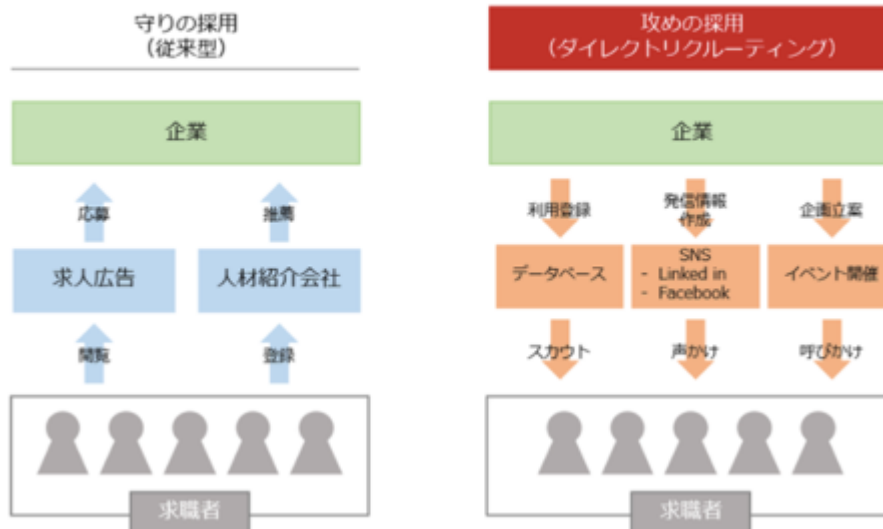 守りの採用
（従来型）
企業
応募
推薦
求人広告
人材紹介会社
閲覧
登録
求職者
攻めの採用
（ダイレクトリクルーティング）
企業
利用登録
発信情報
作成
企画立案
データベース
SNS
- Linked in
- Facebook
イベント開催
スカウト
声かけ
呼びかけ
求職者